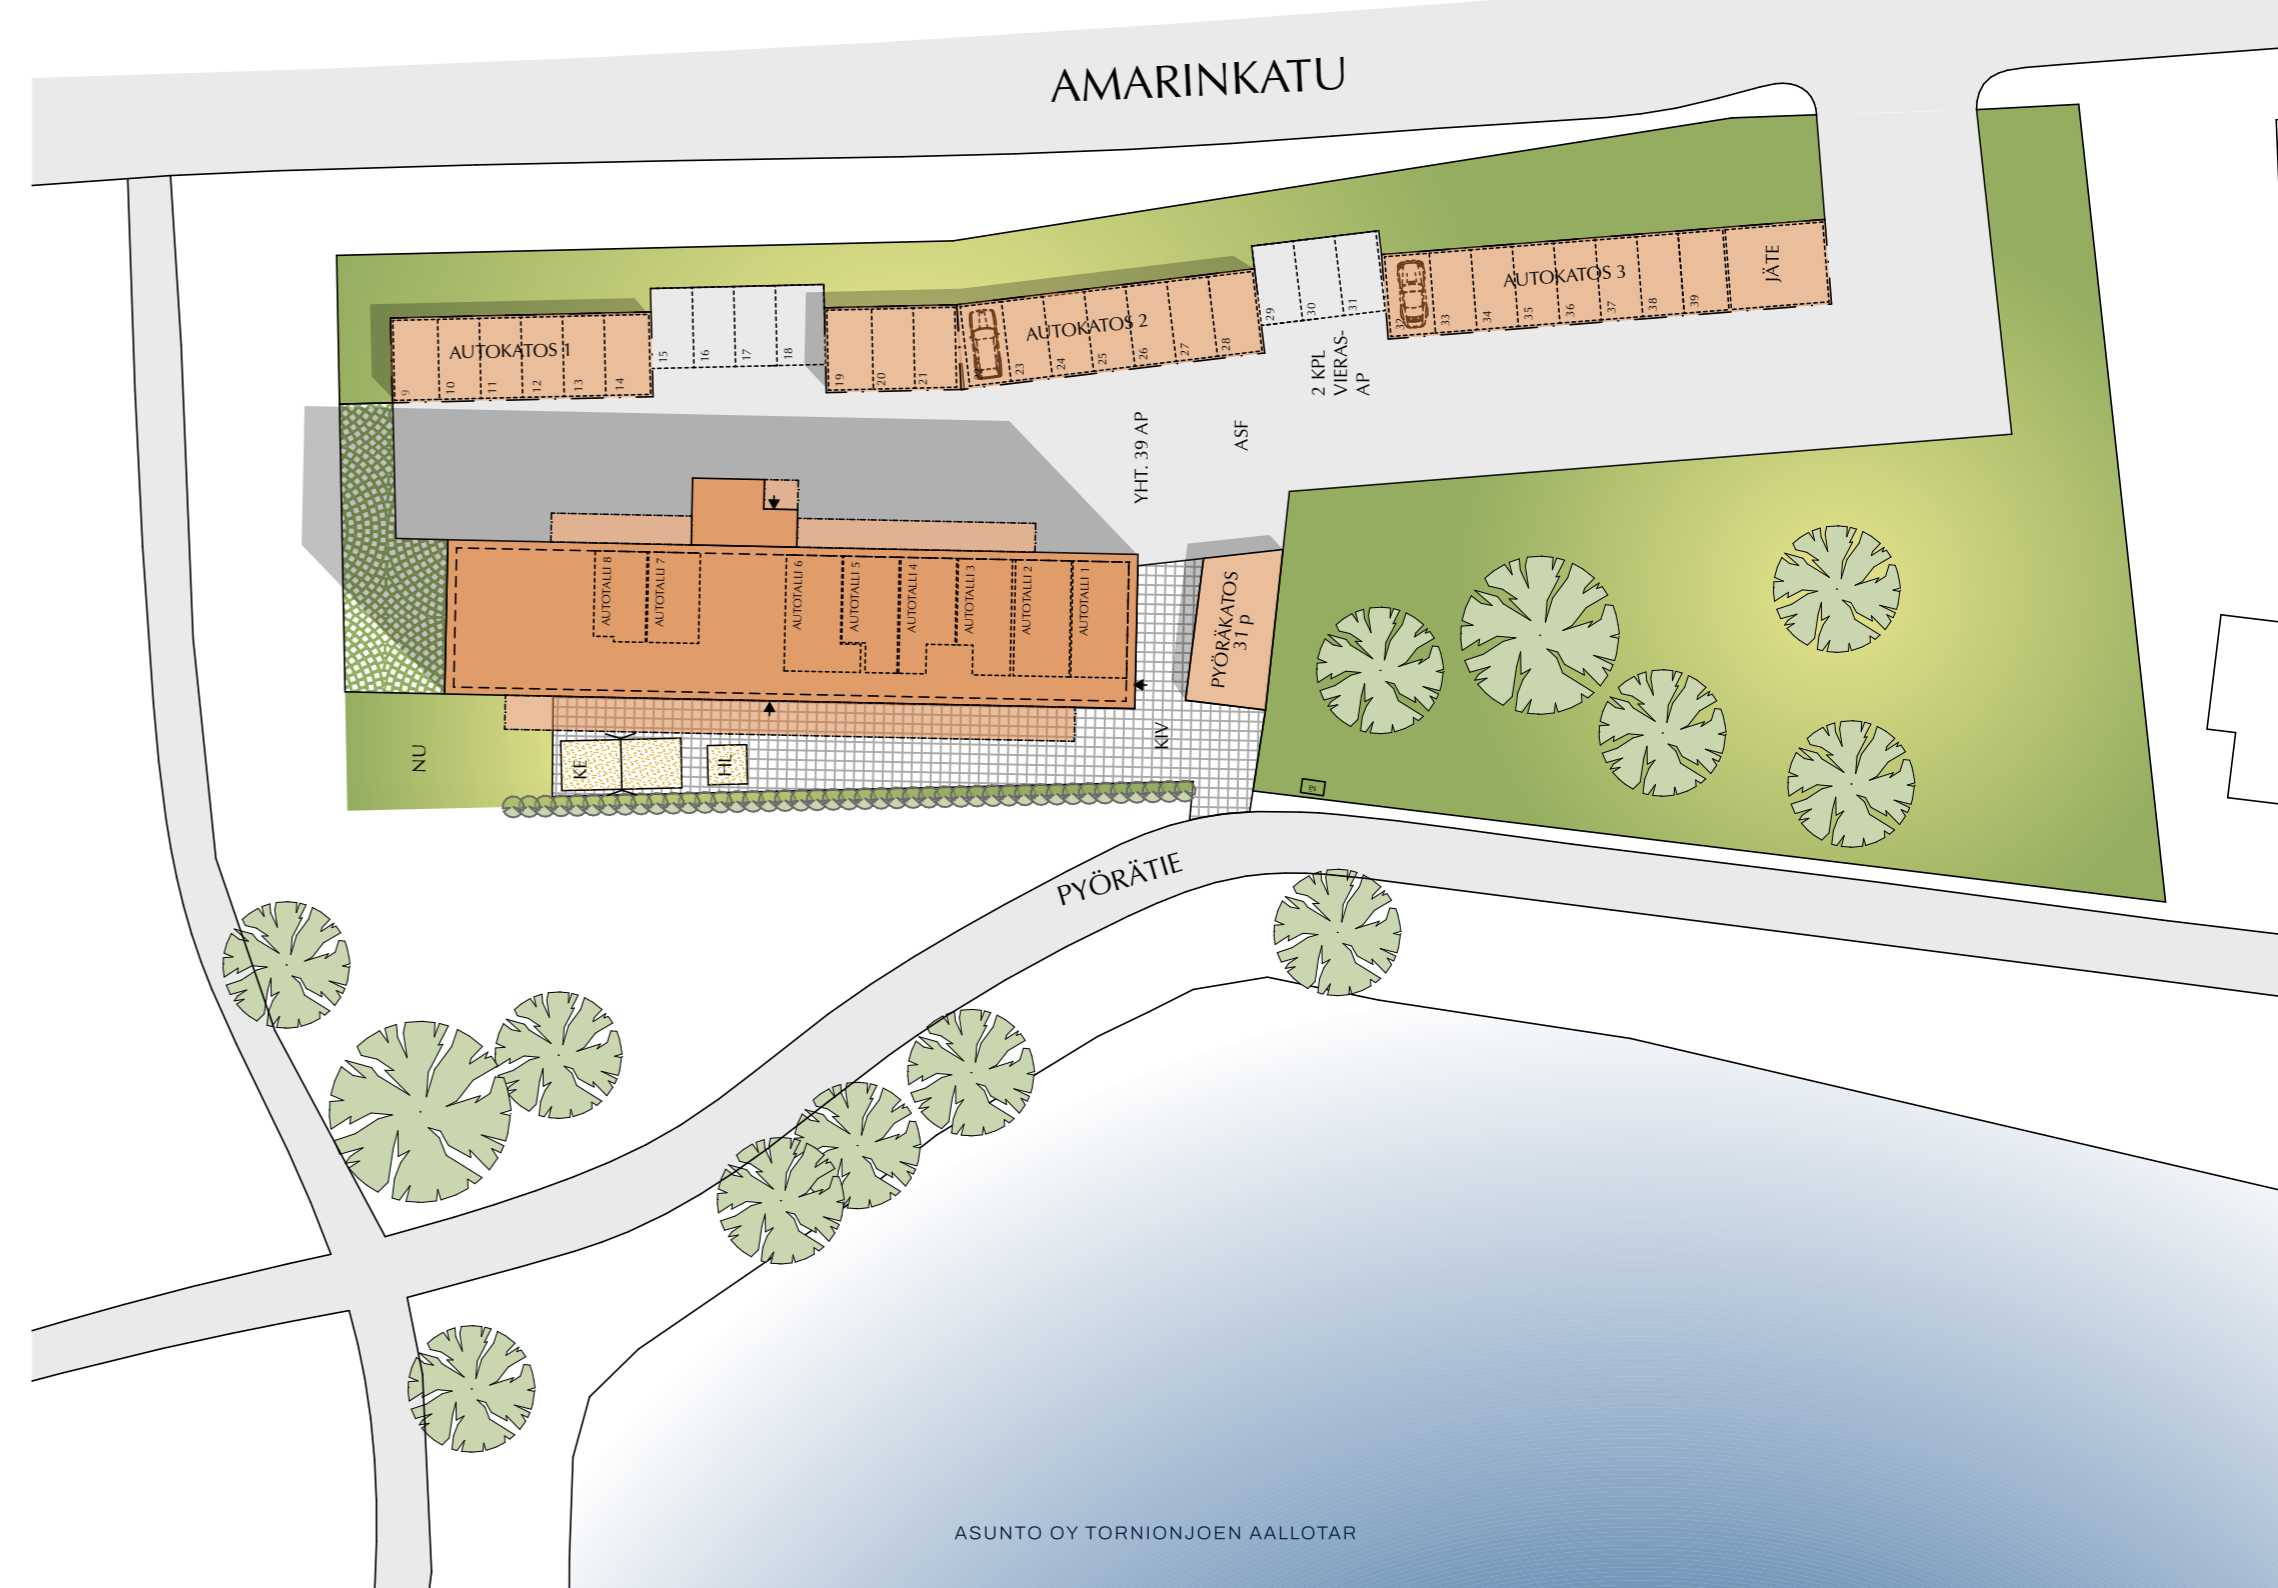 AMARINKATU
AUTOKATOS 1
9
10
11
12
13
14
15
16
17
18
AUTOKATOS 2
19
20
21
23
24
25
26
27
28
29
30
31
2 KPL
VIERAS-
AP
AUTOKATOS 3
32
33
34
35
36
37
38
39
JÄTE
YHT. 39 AP
ASF
AUTOTALLI 8
AUTOTALLI 7
AUTOTALLI 6
AUTOTALLI 5
AUTOTALLI 4
AUTOTALLI 3
AUTOTALLI 2
AUTOTALLI 1
PYÖRÄKATOS
31 p
NU
KE
HL
KIV
PYÖRÄTIE
ASUNTO OY TORNIONJOEN AALLOTAR